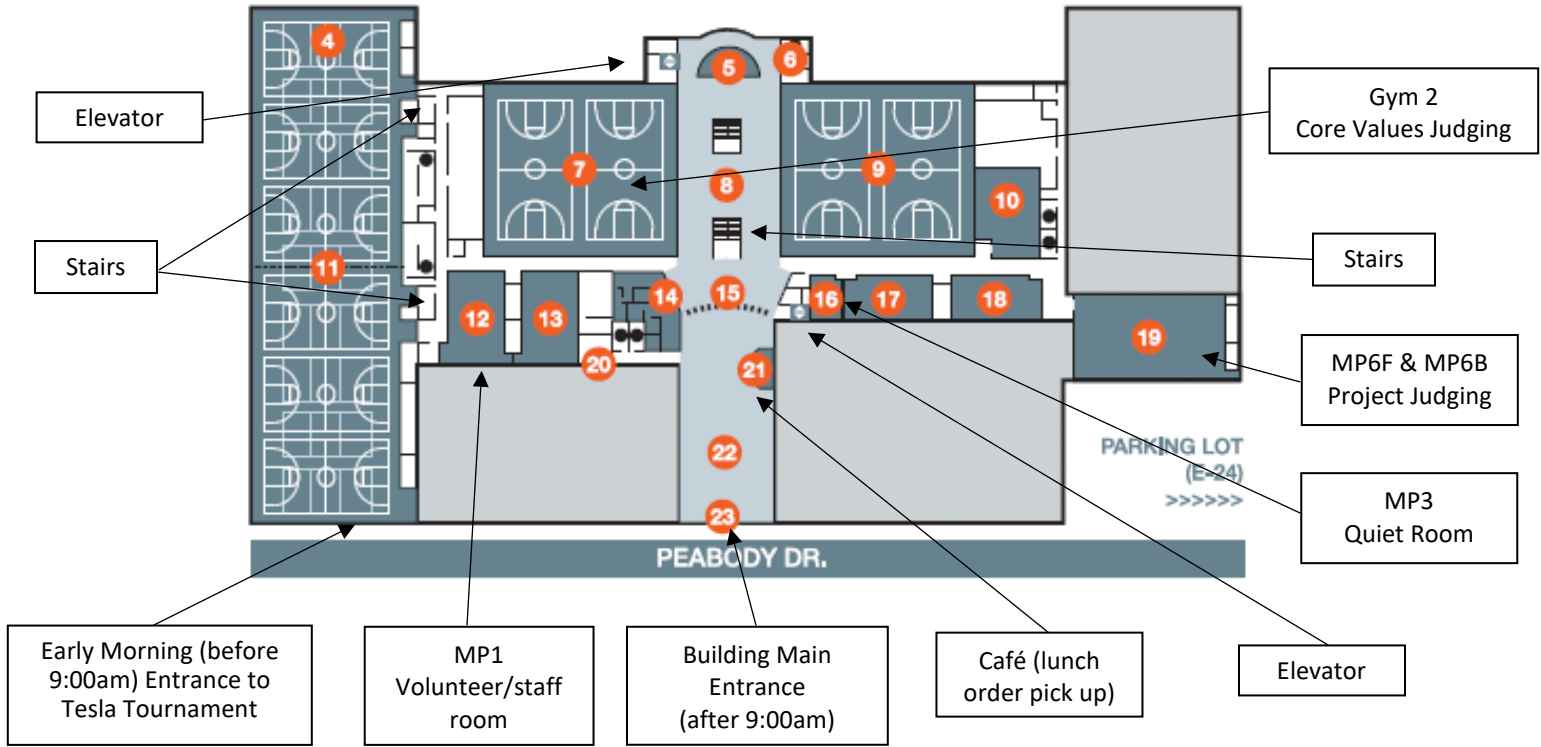 4
5
6
Elevator
Gym 2
Core Values Judging
7
8
9
10
Stairs
Stairs
11
12
13
14
15
16
17
18
19
20
21
MP6F & MP6B
Project Judging
PARKING LOT
(E-24)
>>>>>>
22
MP3
Quiet Room
23
PEABODY DR.
Early Morning (before
9:00am) Entrance to
Tesla Tournament
MP1
Volunteer/staff
room
Building Main
Entrance
(after 9:00am)
Café (lunch
order pick up)
Elevator